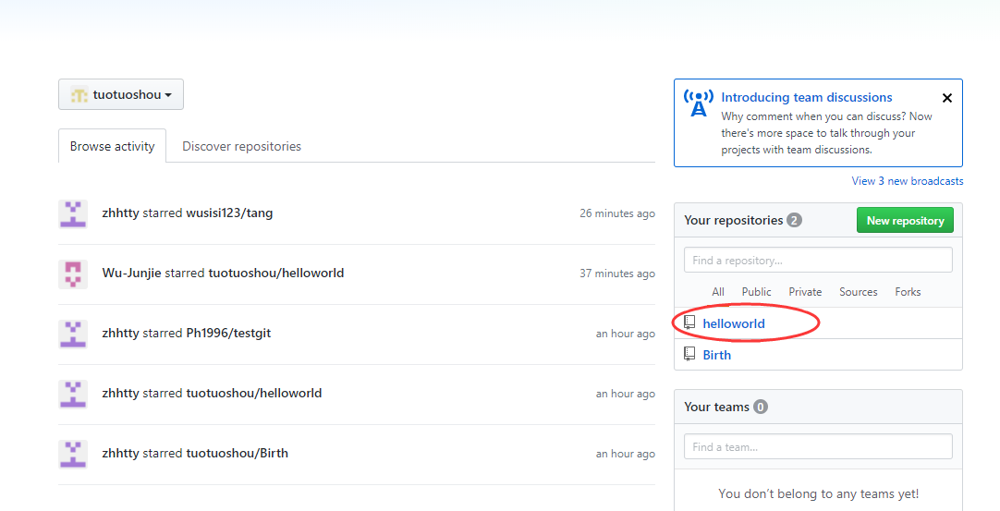 tuotuoshou
Browse activity
Discover repositories
zhhtty starred wusisi123/tang
26 minutes ago
Wu-Junjie starred tuotuoshou/helloworld
37 minutes ago
zhhtty starred Ph1996/testgit
an hour ago
zhhtty starred tuotuoshou/helloworld
an hour ago
zhhtty starred tuotuoshou/Birth
an hour ago
Introducing team discussions
Why comment when you can discuss? Now
there's more space to talk through your
projects with team discussions.
View 3 new broadcasts
Your repositories 2
New repository
Find a repository...
All Public Private Sources Forks
helloworld
Birth
Your teams 0
Find a team...
You don't belong to any teams yet!